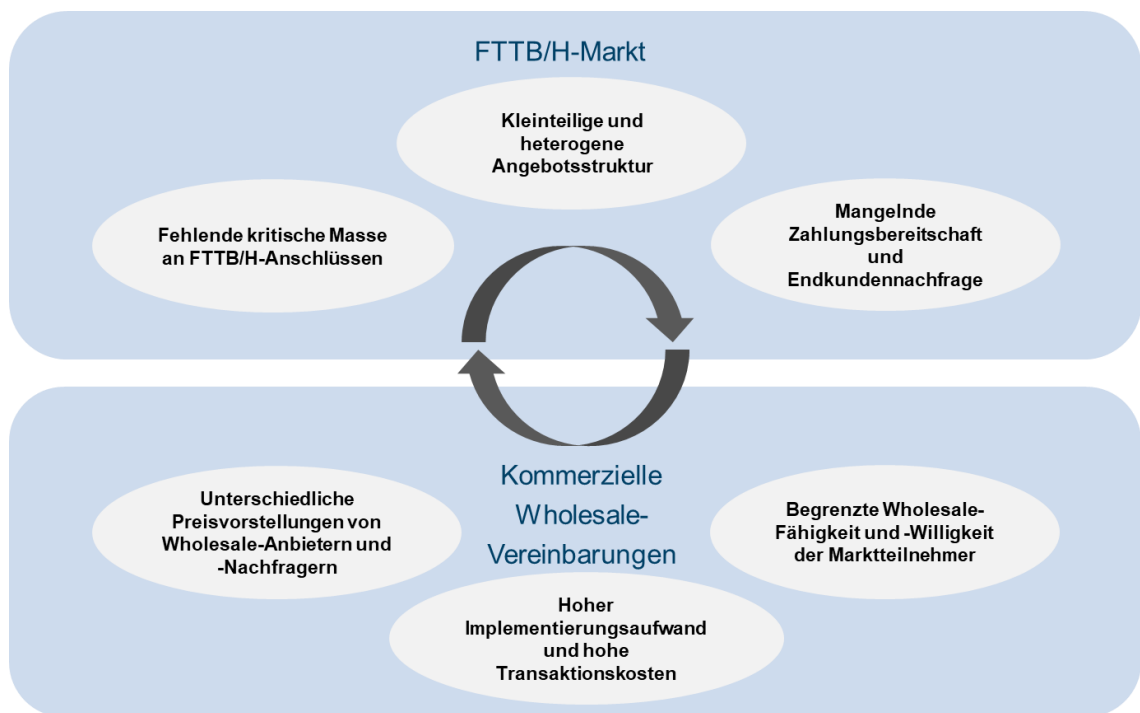 FTTB/H-Markt
Kleinteilige und
heterogene
Angebotsstruktur
Fehlende kritische Masse
an FTTB/H-Anschlüssen
Mangelnde
Zahlungsbereitschaft
und
Endkundennachfrage
Kommerzielle
Wholesale-
Vereinbarungen
Unterschiedliche
Preisvorstellungen von
Wholesale-Anbietern und
-Nachfragern
Begrenzte Wholesale-
Fähigkeit und -Willigkeit
der Marktteilnehmer
Hoher
Implementierungsaufwand
und hohe
Transaktionskosten